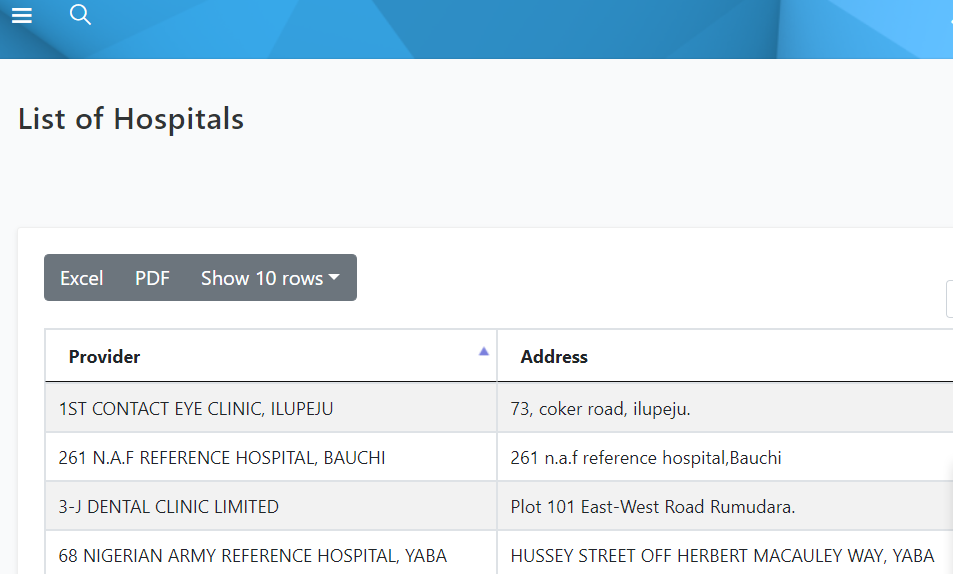 List of Hospitals
Excel PDF Show 10 rows
Provider Address
1ST CONTACT EYE CLINIC, ILUPEJU 73, coker road, ilupeju.
261 N.A.F REFERENCE HOSPITAL, BAUCHI 261 n.a.f reference hospital,Bauchi
3-J DENTAL CLINIC LIMITED Plot 101 East-West Road Rumudara.
68 NIGERIAN ARMY REFERENCE HOSPITAL, YABA HUSSEY STREET OFF HERBERT MACAULEY WAY, YABA